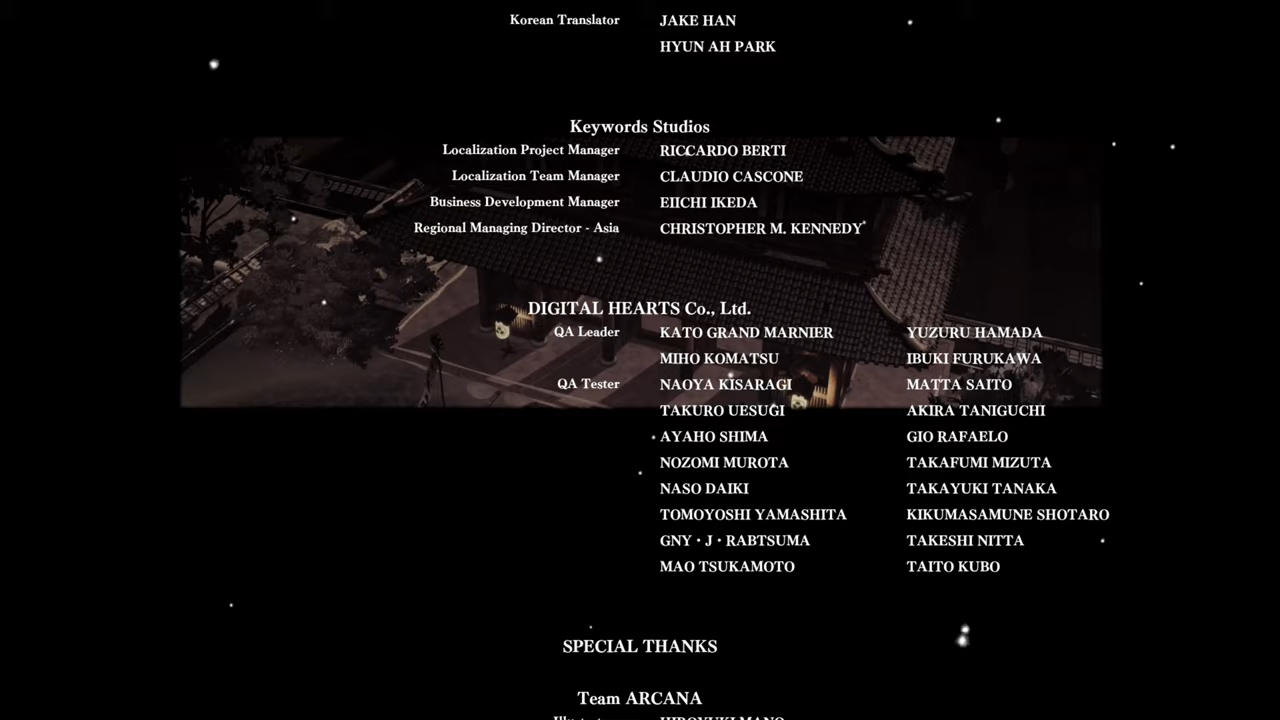 Korean Translator JAKE HAN
HYUN AH PARK
Keywords Studios
Localization Project Manager RICCARDO BERTI
Localization Team Manager CLAUDIO CASCONE
Business Development Manager EIICHI IKEDA
Regional Managing Director - Asia CHRISTOPHER M. KENNEDY
DIGITAL HEARTS Co., Ltd.
QA Leader KATO GRAND MARNIER YUZURU HAMADA
MIHO KOMATSU IBUKI FURUKAWA
QA Tester NAOYA KISARAGI MATTA SAITO
TAKURO UESUGI AKIRA TANIGUCHI
AYAHO SHIMA GIO RAFAELO
NOZOMI MUROTA TAKAFUMI MIZUTA
NASO DAIKI TAKAYUKI TANAKA
TOMOYOSHI YAMASHITA KIKUMASAMUNE SHOTARO
GNY・J・RABTSUMA TAKESHI NITTA
MAO TSUKAMOTO TAITO KUBO
SPECIAL THANKS
Team ARCANA
HIROYUKI MANO